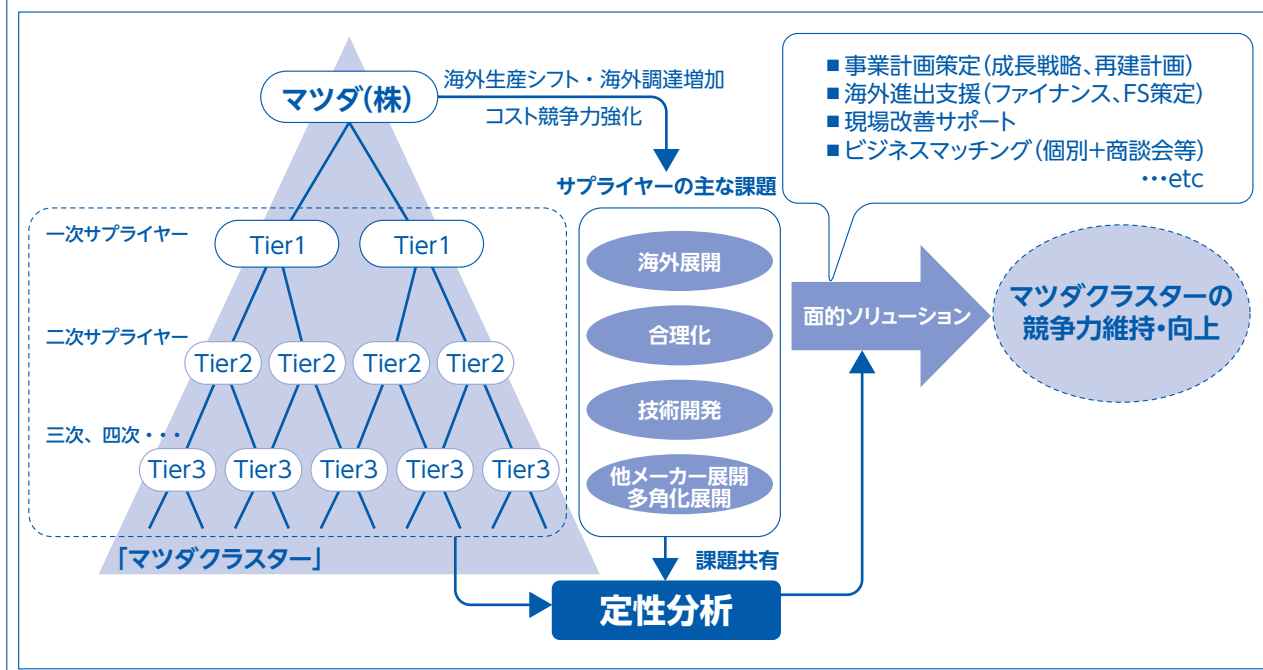 マツダ(株)
海外生産シフト・海外調達増加
コスト競争力強化
サプライヤーの主な課題
一次サプライヤー
Tier1
Tier1
二次サプライヤー
Tier2
Tier2
Tier2
Tier2
三次、四次・・・
Tier3
Tier3
Tier3
Tier3
Tier3
「マツダクラスター」
海外展開
合理化
技術開発
他メーカー展開
多角化展開
課題共有
定性分析
■ 事業計画策定(成長戦略、再建計画)
■ 海外進出支援(ファイナンス、FS策定)
■ 現場改善サポート
■ ビジネスマッチング(個別+商談会等)
・・・etc
面的ソリューション
マツダクラスターの
競争力維持・向上